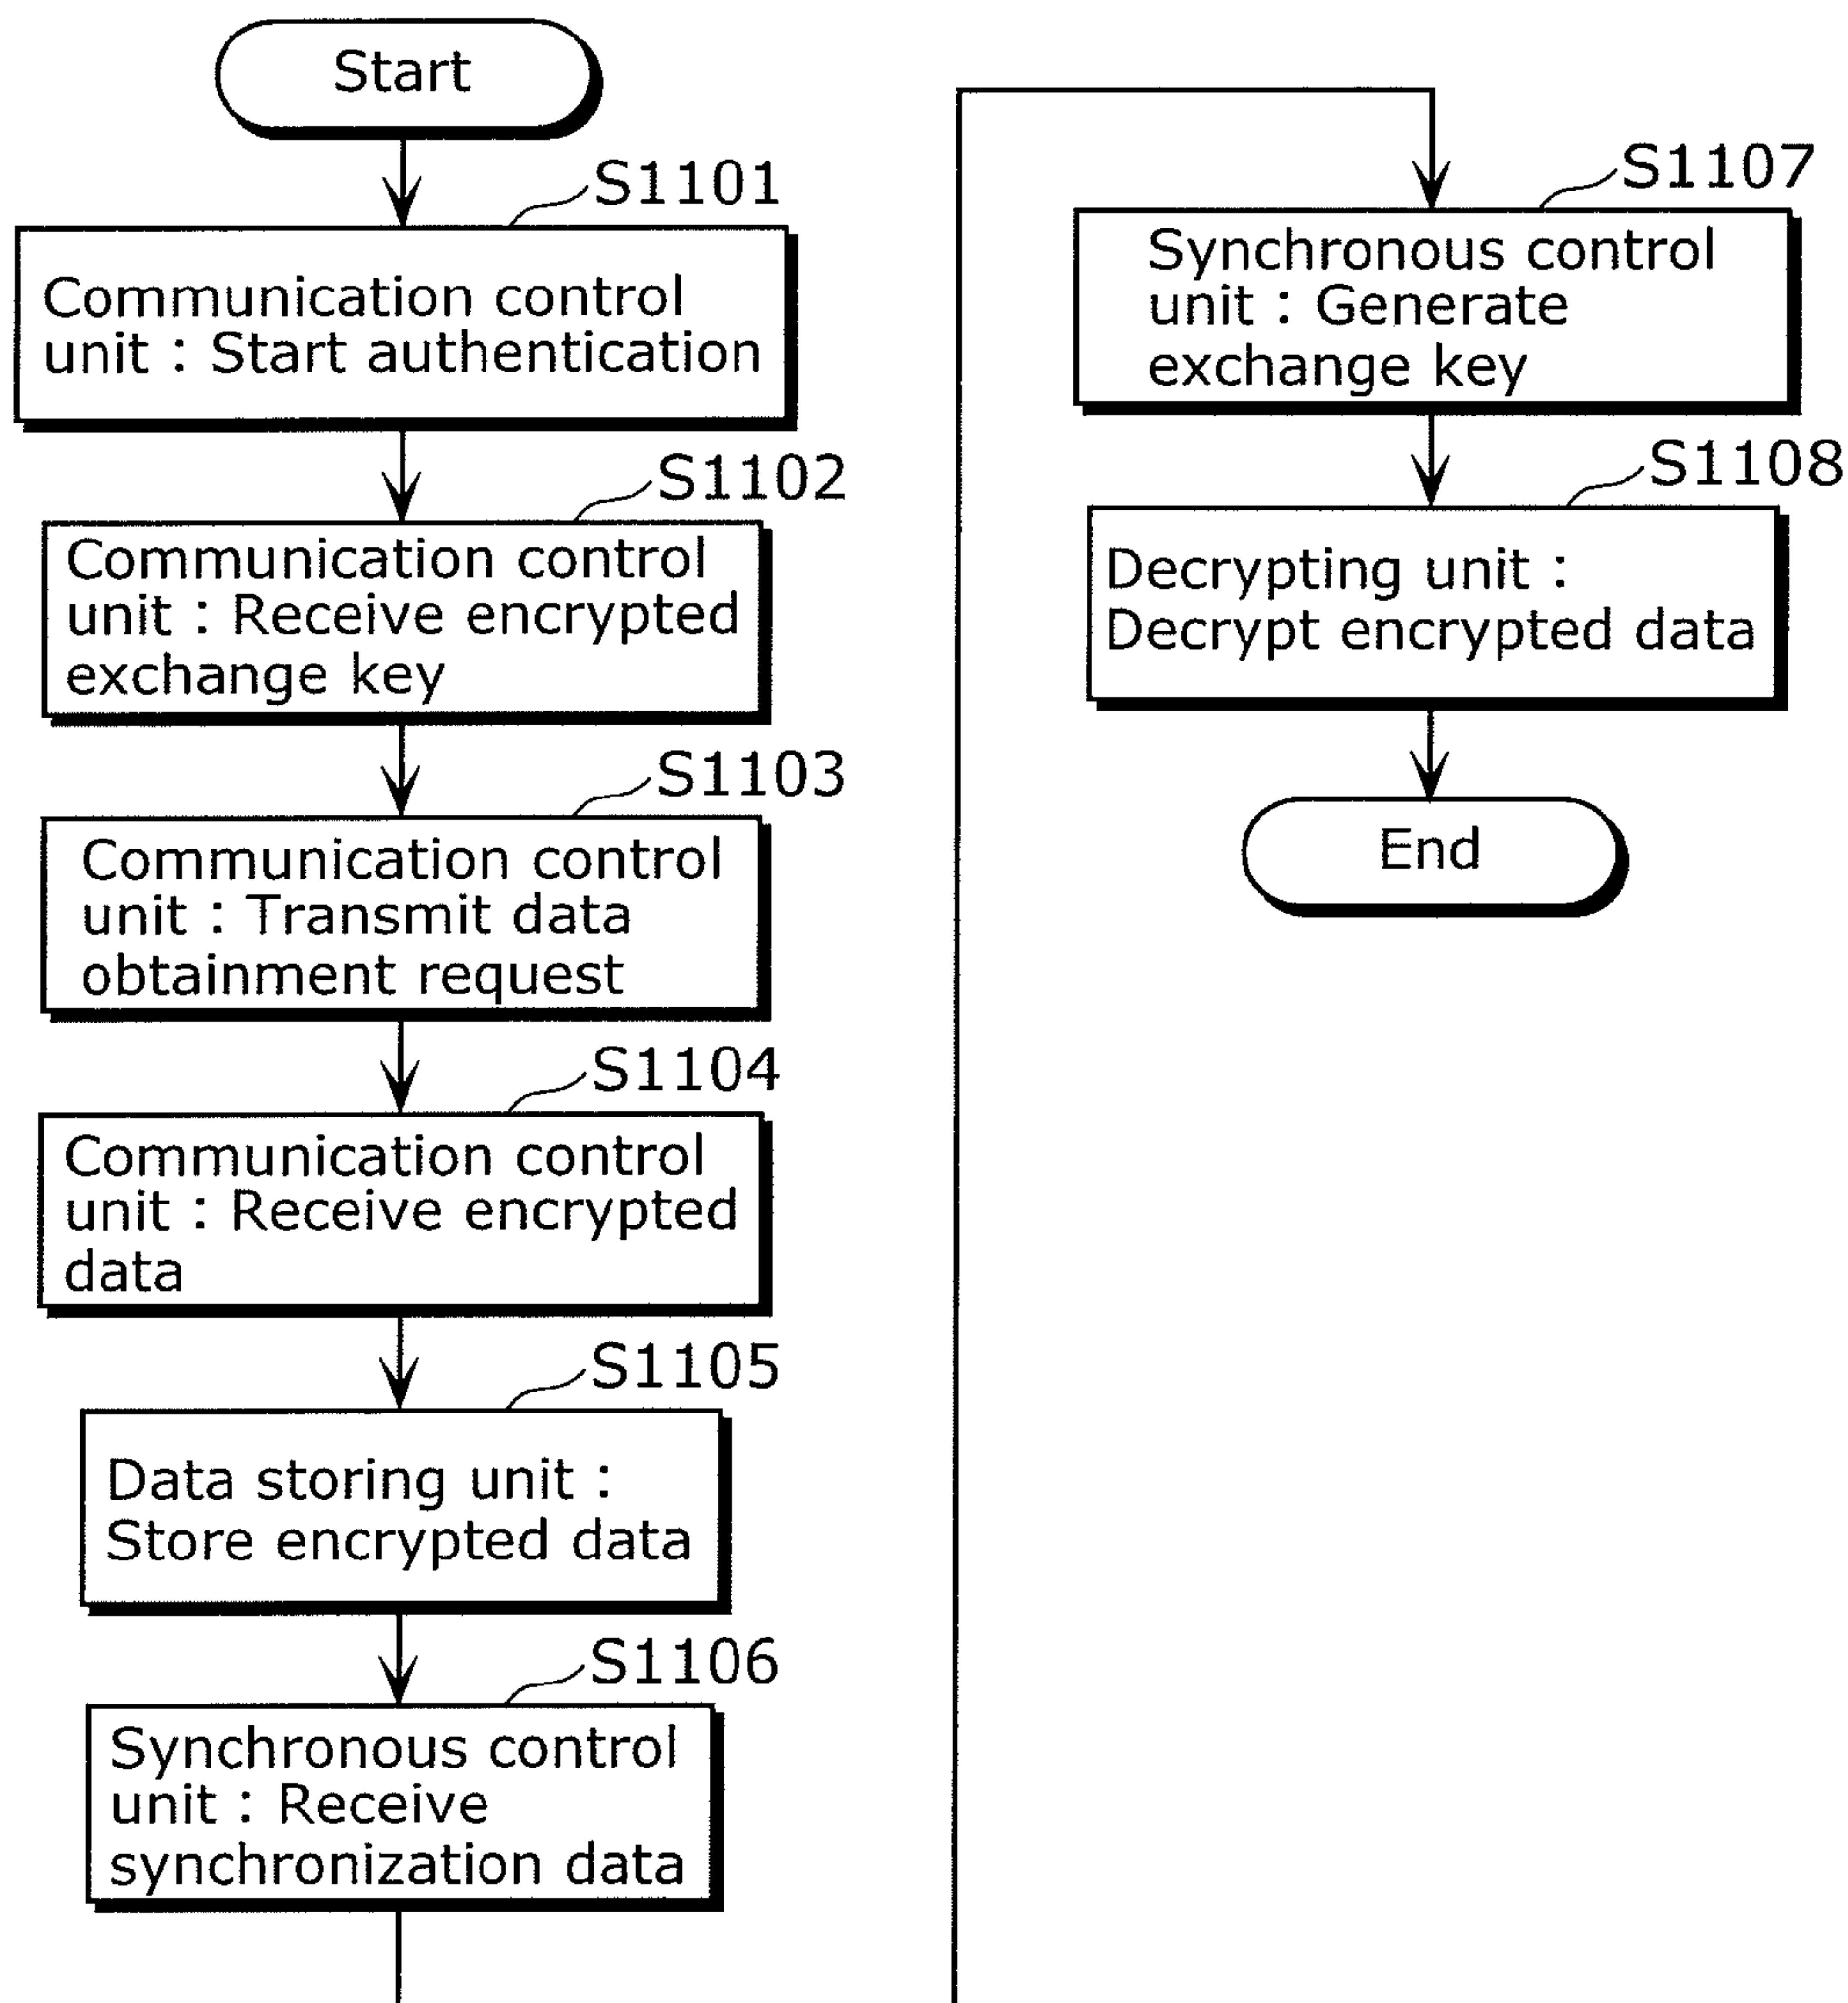 Start
S1101
Communication control
unit : Start authentication
S1102
Communication control
unit : Receive encrypted
exchange key
S1103
Communication control
unit : Transmit data
obtainment request
S1104
Communication control
unit : Receive encrypted
data
S1105
Data storing unit :
Store encrypted data
S1106
Synchronous control
unit : Receive
synchronization data
S1107
Synchronous control
unit : Generate
exchange key
S1108
Decrypting unit :
Decrypt encrypted data
End